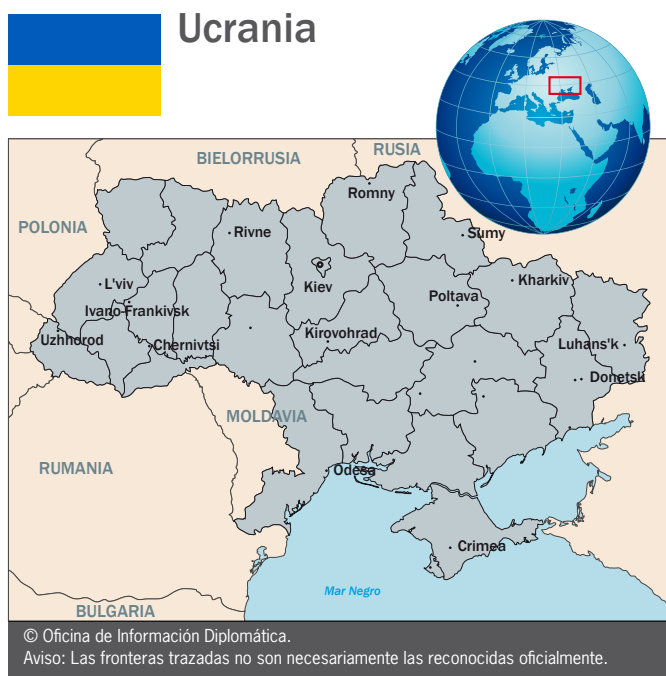 Ucrania
BIELORRUSIA
RUSIA
Romny
POLONIA
Rivne
Sumy
L'viv
Kiev
Kharkiv
Ivano-Frankivsk
Poltava
Uzhhorod
Chernivtsi
Kirovohrad
Luhans'k
Donetsk
MOLDAVIA
RUMANIA
Odesa
Crimea
Mar Negro
BULGARIA
© Oficina de Información Diplomática.
Aviso: Las fronteras trazadas no son necesariamente las reconocidas oficialmente.